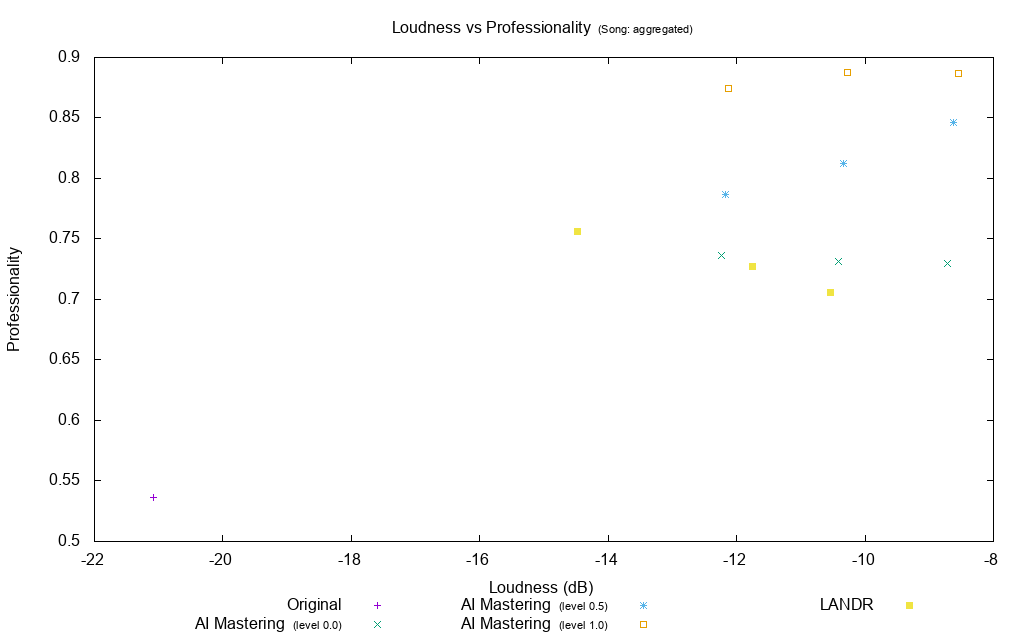 Loudness vs Professionality (Song: aggregated)
0.9
0.85
0.8
0.75
0.7
0.65
0.6
0.55
0.5
Professionality
-22 -20 -18 -16 -14 -12 -10 -8
Loudness (dB)
Original AI Mastering (level 0.5) LANDR
AI Mastering (level 0.0) AI Mastering (level 1.0)